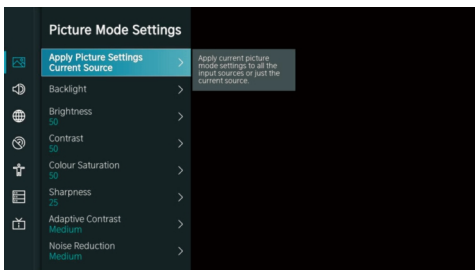 Picture Mode Settings
Apply Picture Settings
Current Source
Apply current picture
mode settings to all the
input sources or just the
current source.
Backlight
Brightness
50
Contrast
50
Colour Saturation
50
Sharpness
25
Adaptive Contrast
Medium
Noise Reduction
Medium